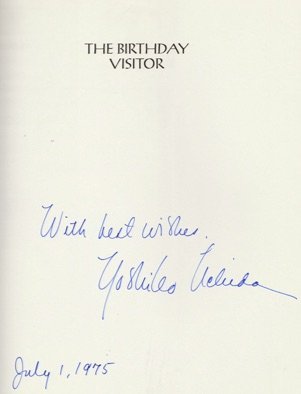 THE BIRTHDAY
VISITOR
With best wishes.
Yoshiko Uchida
July 1, 1975